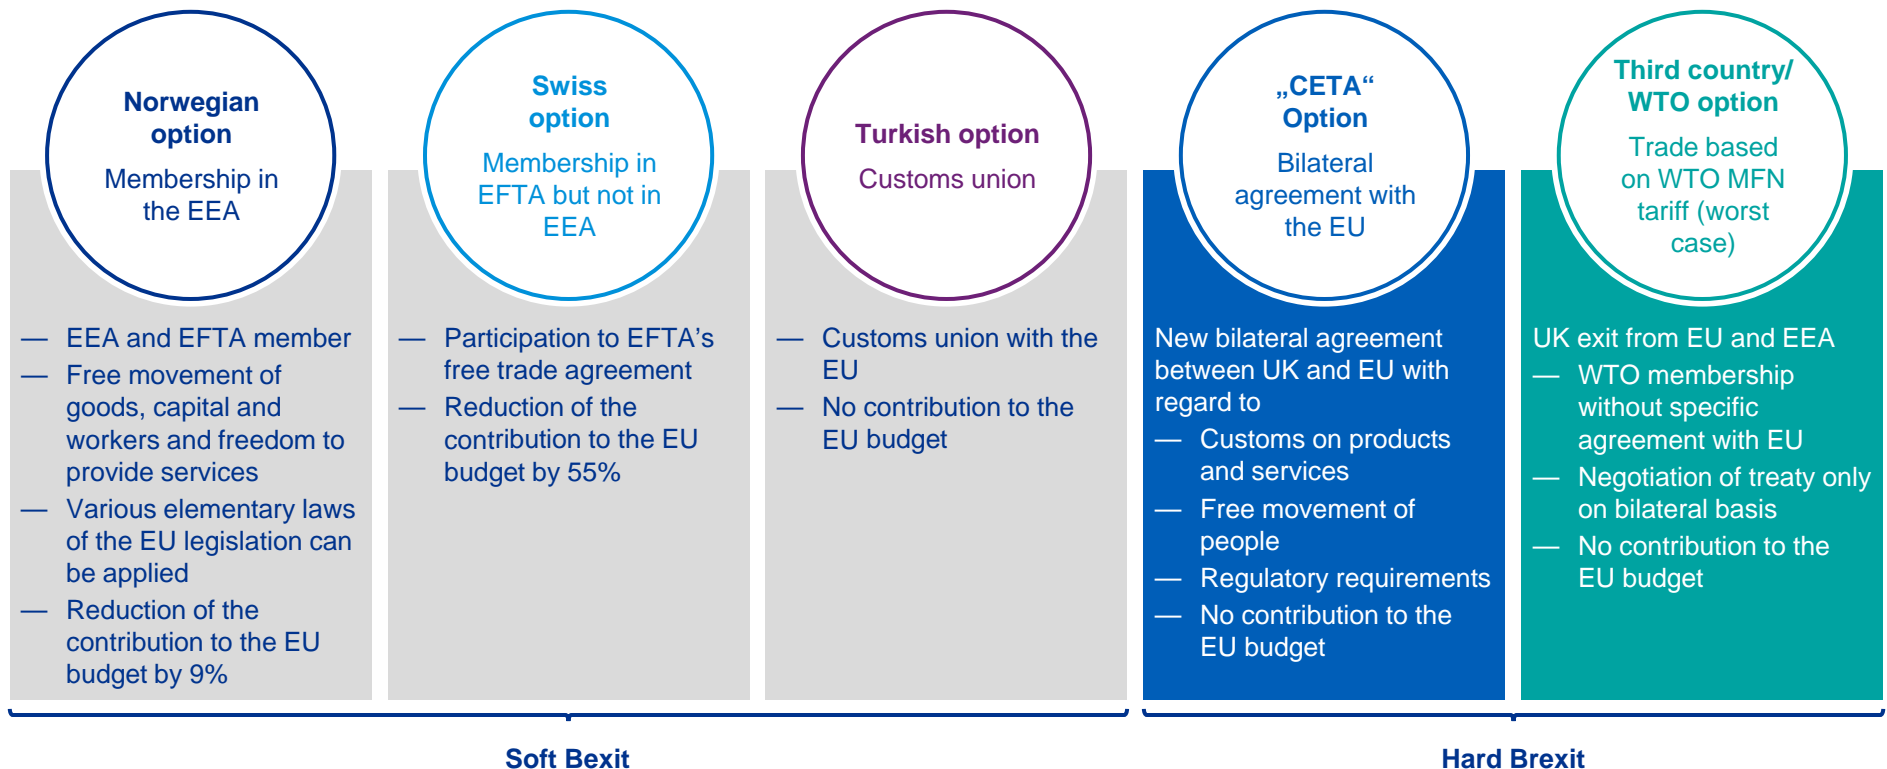 Norwegian
option
Membership in
the EEA
— EEA and EFTA member
— Free movement of
goods, capital and
workers and freedom to
provide services
— Various elementary laws
of the EU legislation can
be applied
— Reduction of the
contribution to the EU
budget by 9%
Swiss
option
Membership in
EFTA but not in
EEA
— Participation to EFTA’s
free trade agreement
— Reduction of the
contribution to the EU
budget by 55%
Turkish option
Customs union
— Customs union with the
EU
— No contribution to the
EU budget
„CETA“
Option
Bilateral
agreement with
the EU
New bilateral agreement
between UK and EU with
regard to
— Customs on products
and services
— Free movement of
people
— Regulatory requirements
— No contribution to the
EU budget
Third country/
WTO option
Trade based
on WTO MFN
tariff (worst
case)
UK exit from EU and EEA
— WTO membership
without specific
agreement with EU
— Negotiation of treaty only
on bilateral basis
— No contribution to the
EU budget
Soft Bexit
Hard Brexit